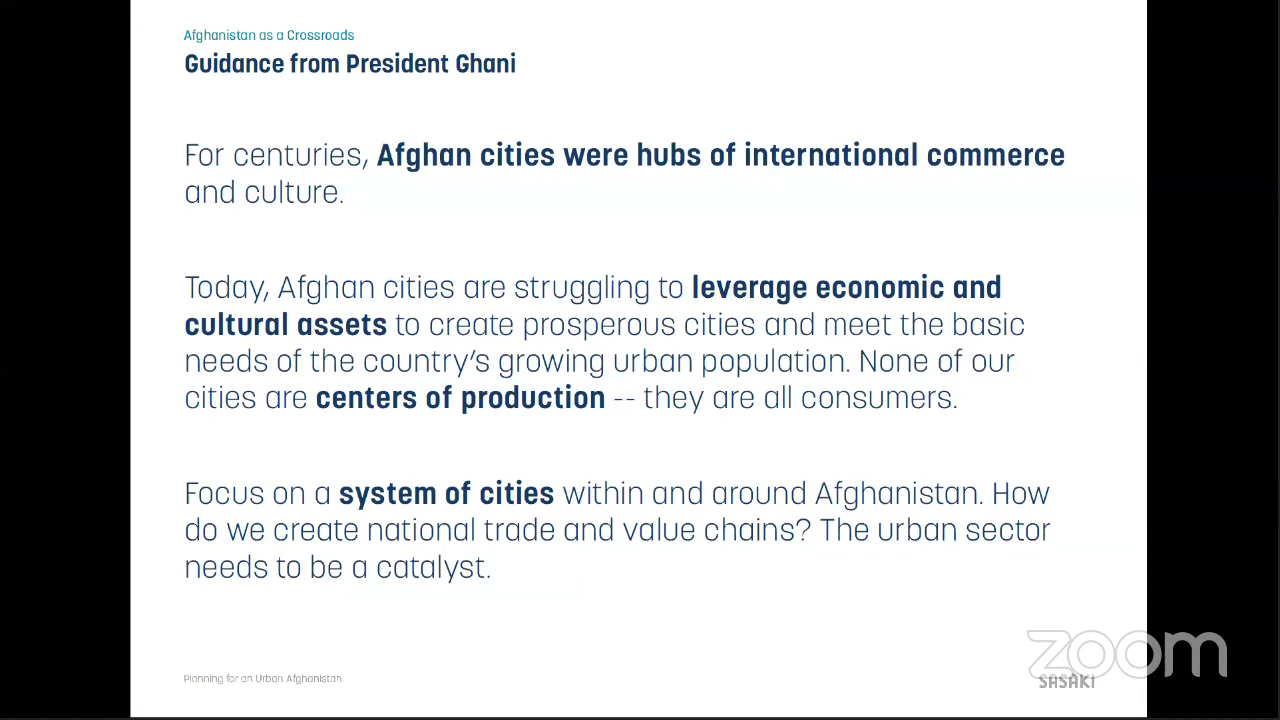 Afghanistan as a Crossroads
Guidance from President Ghani
For centuries, Afghan cities were hubs of international commerce
and culture.
Today, Afghan cities are struggling to leverage economic and
cultural assets to create prosperous cities and meet the basic
needs of the country's growing urban population. None of our
cities are centers of production -- they are all consumers.
Focus on a system of cities within and around Afghanistan. How
do we create national trade and value chains? The urban sector
needs to be a catalyst.
Planning for an Urban Afghanistan
zoom
SASAKI